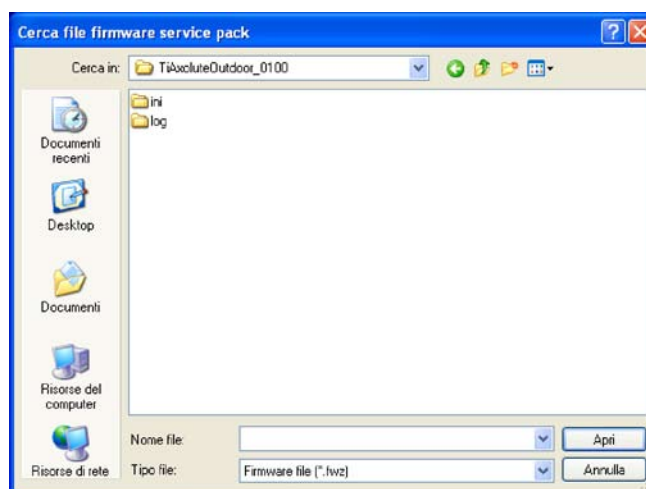 Cerca file firmware service pack
Cerca in: TiAxoluteOutdoor_0100
ini
log
Documenti recenti
Desktop
Documenti
Risorse del computer
Risorse di rete
Nome file:
Apri
Tipo file: Firmware file (*.fwz)
Annulla